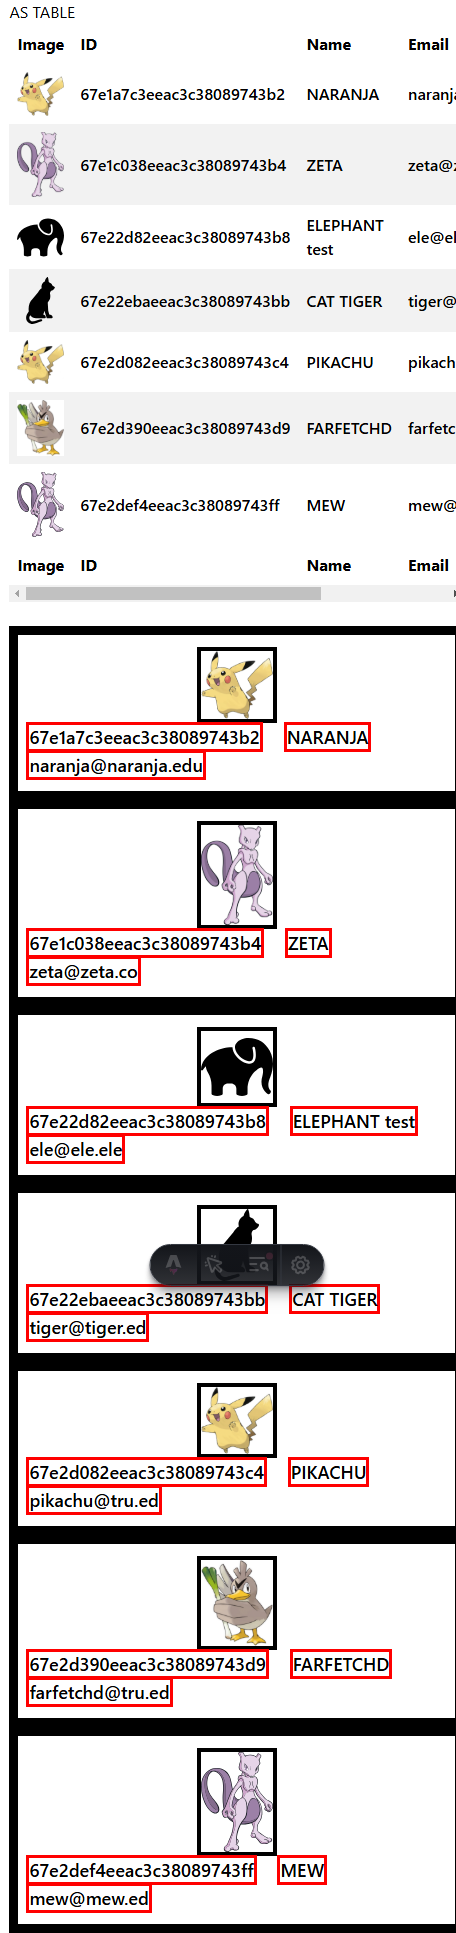 AS TABLE
Image ID Name Email
67e1a7c3eeac3c38089743b2 NARANJA naranja
67e1c038eeac3c38089743b4 ZETA zeta@z
67e22d82eeac3c38089743b8 ELEPHANT test ele@el
67e22ebaeeac3c38089743bb CAT TIGER tiger@
67e2d082eeac3c38089743c4 PIKACHU pikach
67e2d390eeac3c38089743d9 FARFETCHD farfetc
67e2def4eeac3c38089743ff MEW mew@
Image ID Name Email
67e1a7c3eeac3c38089743b2 NARANJA
naranja@naranja.edu
67e1c038eeac3c38089743b4 ZETA
zeta@zeta.co
67e22d82eeac3c38089743b8 ELEPHANT test
ele@ele.ele
67e22ebaeeac3c38089743bb CAT TIGER
tiger@tiger.ed
67e2d082eeac3c38089743c4 PIKACHU
pikachu@tru.ed
67e2d390eeac3c38089743d9 FARFETCHD
farfetchd@tru.ed
67e2def4eeac3c38089743ff MEW
mew@mew.ed